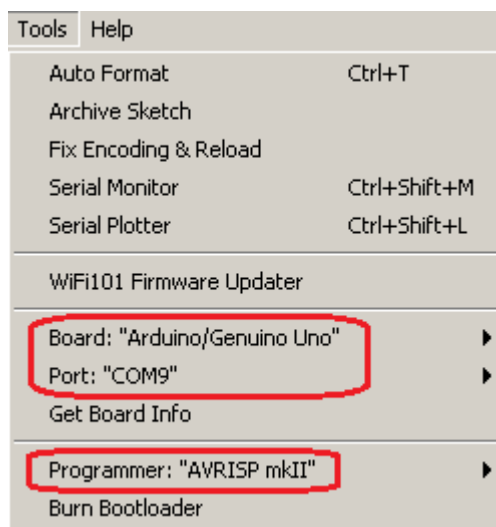 Tools Help
Auto Format Ctrl+T
Archive Sketch
Fix Encoding & Reload
Serial Monitor Ctrl+Shift+M
Serial Plotter Ctrl+Shift+L
WiFi101 Firmware Updater
Board: "Arduino/Genuino Uno"
Port: "COM9"
Get Board Info
Programmer: "AVRISP mkII"
Burn Bootloader